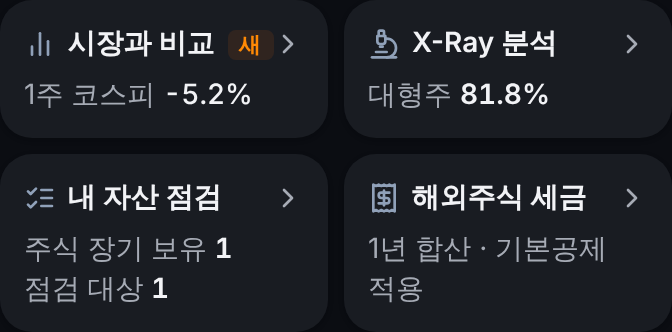 시장과 비교 새
1주 코스피 -5.2%
X-Ray 분석
대형주 81.8%
내 자산 점검
주식 장기 보유 1
점검 대상 1
해외주식 세금
1년 합산 · 기본공제
적용